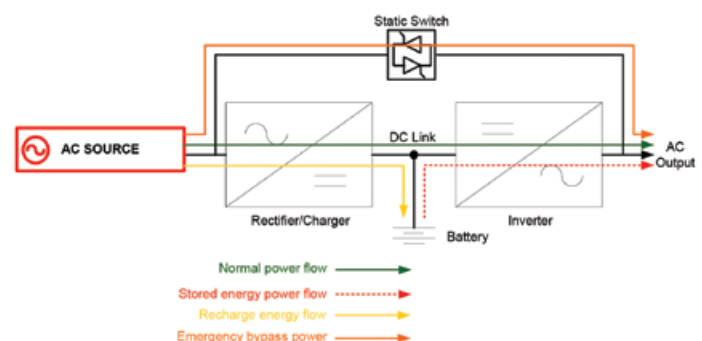 Static Switch
AC SOURCE
DC Link
AC
Output
Rectifier/Charger
Inverter
Battery
Normal power flow
Stored energy power flow
Recharge energy flow
Emergency bypass power